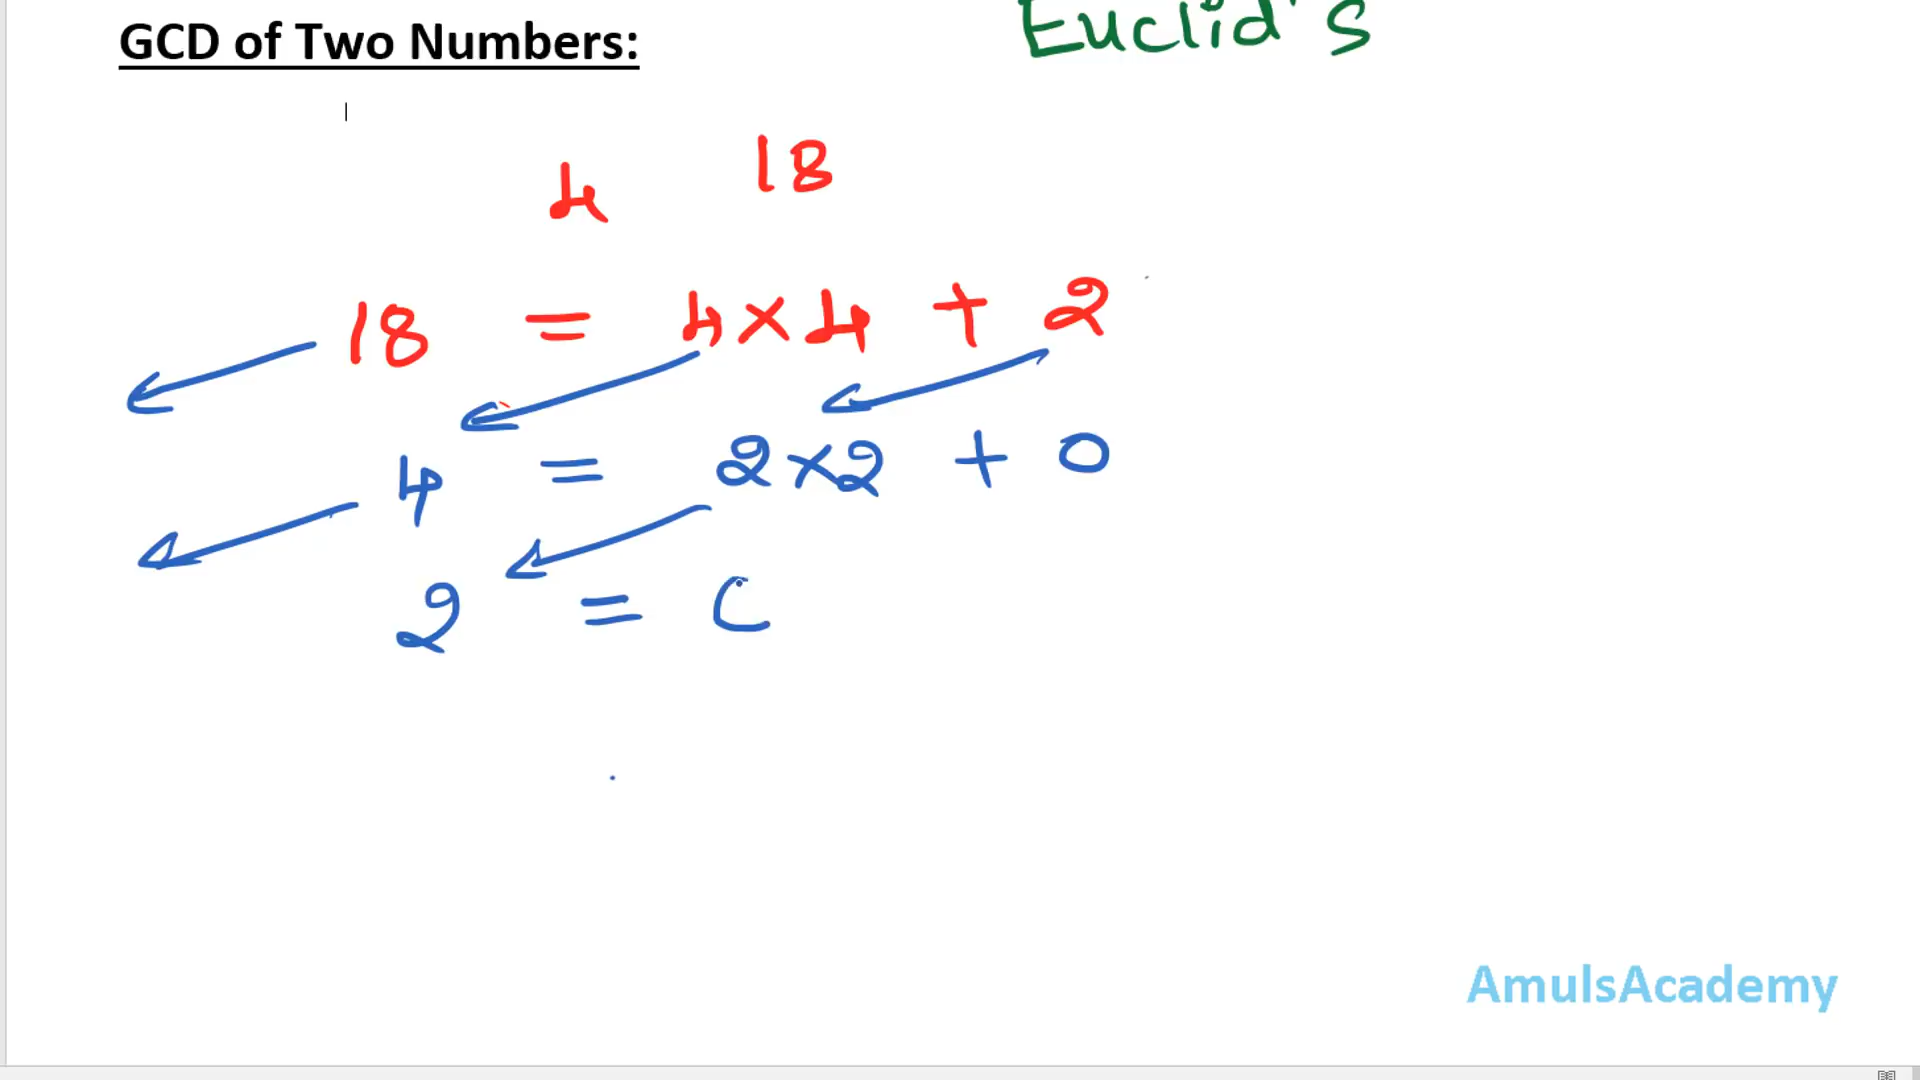 GCD of Two Numbers:
Euclid's
4 18
18 = 4×4 + 2
4 = 2×2 + 0
2 =
AmulsAcademy